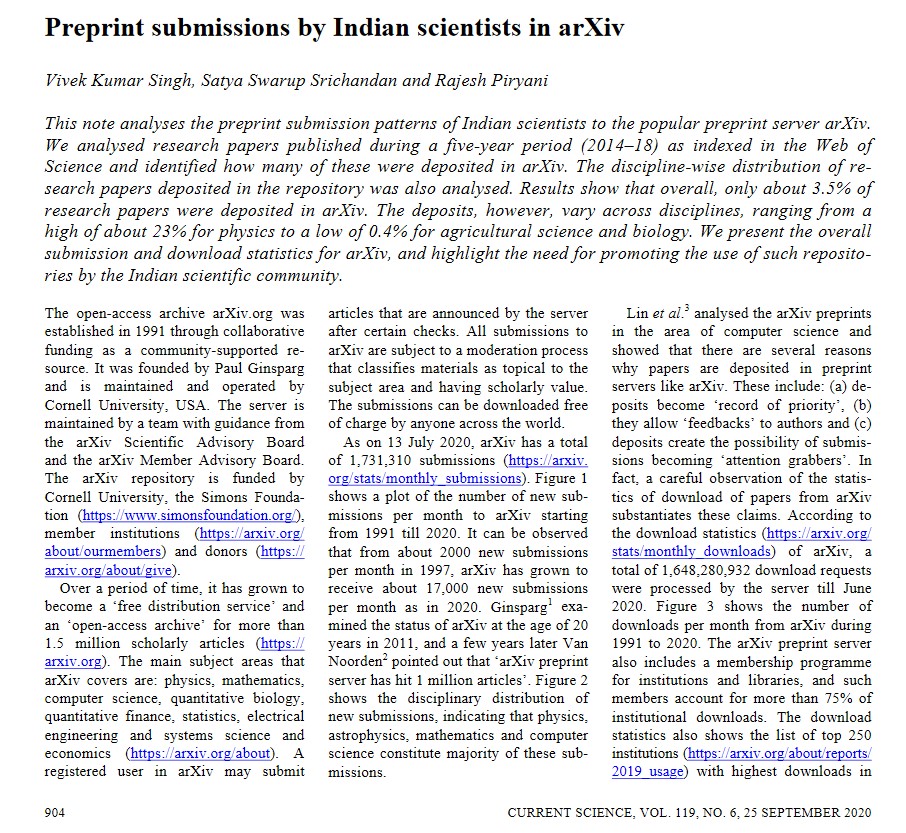 Preprint submissions by Indian scientists in arXiv
Vivek Kumar Singh, Satya Swarup Srichandan and Rajesh Piryani
This note analyses the preprint submission patterns of Indian scientists to the popular preprint server arXiv.
We analysed research papers published during a five-year period (2014–18) as indexed in the Web of
Science and identified how many of these were deposited in arXiv. The discipline-wise distribution of re-
search papers deposited in the repository was also analysed. Results show that overall, only about 3.5% of
research papers were deposited in arXiv. The deposits, however, vary across disciplines, ranging from a
high of about 23% for physics to a low of 0.4% for agricultural science and biology. We present the overall
submission and download statistics for arXiv, and highlight the need for promoting the use of such reposito-
ries by the Indian scientific community.
The open-access archive arXiv.org was
established in 1991 through collaborative
funding as a community-supported re-
source. It was founded by Paul Ginsparg
and is maintained and operated by
Cornell University, USA. The server is
maintained by a team with guidance from
the arXiv Scientific Advisory Board
and the arXiv Member Advisory Board.
The arXiv repository is funded by
Cornell University, the Simons Founda-
tion (https://www.simonsfoundation.org/),
member institutions (https://arxiv.org/
about/ourmembers) and donors (https://
arxiv.org/about/give).
Over a period of time, it has grown to
become a ‘free distribution service’ and
an ‘open-access archive’ for more than
1.5 million scholarly articles (https://
arxiv.org). The main subject areas that
arXiv covers are: physics, mathematics,
computer science, quantitative biology,
quantitative finance, statistics, electrical
engineering and systems science and
economics (https://arxiv.org/about). A
registered user in arXiv may submit
articles that are announced by the server
after certain checks. All submissions to
arXiv are subject to a moderation process
that classifies materials as topical to the
subject area and having scholarly value.
The submissions can be downloaded free
of charge by anyone across the world.
As on 13 July 2020, arXiv has a total
of 1,731,310 submissions (https://arxiv.
org/stats/monthly_submissions). Figure 1
shows a plot of the number of new sub-
missions per month to arXiv starting
from 1991 till 2020. It can be observed
that from about 2000 new submissions
per month in 1997, arXiv has grown to
receive about 17,000 new submissions
per month as in 2020. Ginsparg1 exa-
mined the status of arXiv at the age of 20
years in 2011, and a few years later Van
Noorden2 pointed out that ‘arXiv preprint
server has hit 1 million articles’. Figure 2
shows the disciplinary distribution of
new submissions, indicating that physics,
astrophysics, mathematics and computer
science constitute majority of these sub-
missions.
Lin et al.3 analysed the arXiv preprints
in the area of computer science and
showed that there are several reasons
why papers are deposited in preprint
servers like arXiv. These include: (a) de-
posits become ‘record of priority’, (b)
they allow ‘feedbacks’ to authors and (c)
deposits create the possibility of submis-
sions becoming ‘attention grabbers’. In
fact, a careful observation of the statis-
tics of download of papers from arXiv
substantiates these claims. According to
the download statistics (https://arxiv.org/
stats/monthly_downloads) of arXiv, a
total of 1,648,280,932 download requests
were processed by the server till June
2020. Figure 3 shows the number of
downloads per month from arXiv during
1991 to 2020. The arXiv preprint server
also includes a membership programme
for institutions and libraries, and such
members account for more than 75% of
institutional downloads. The download
statistics also shows the list of top 250
institutions (https://arxiv.org/about/reports/
2019_usage) with highest downloads in
904
CURRENT SCIENCE, VOL. 119, NO. 6, 25 SEPTEMBER 2020